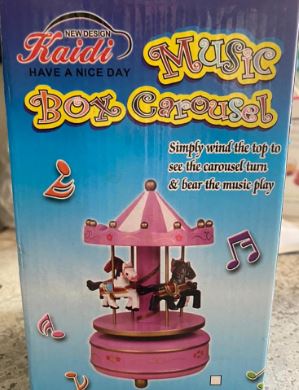 NEW DESIGN
Kaidi
HAVE A NICE DAY
Music
Box Carousel
Simply wind the top to
see the carousel turn
& hear the music play